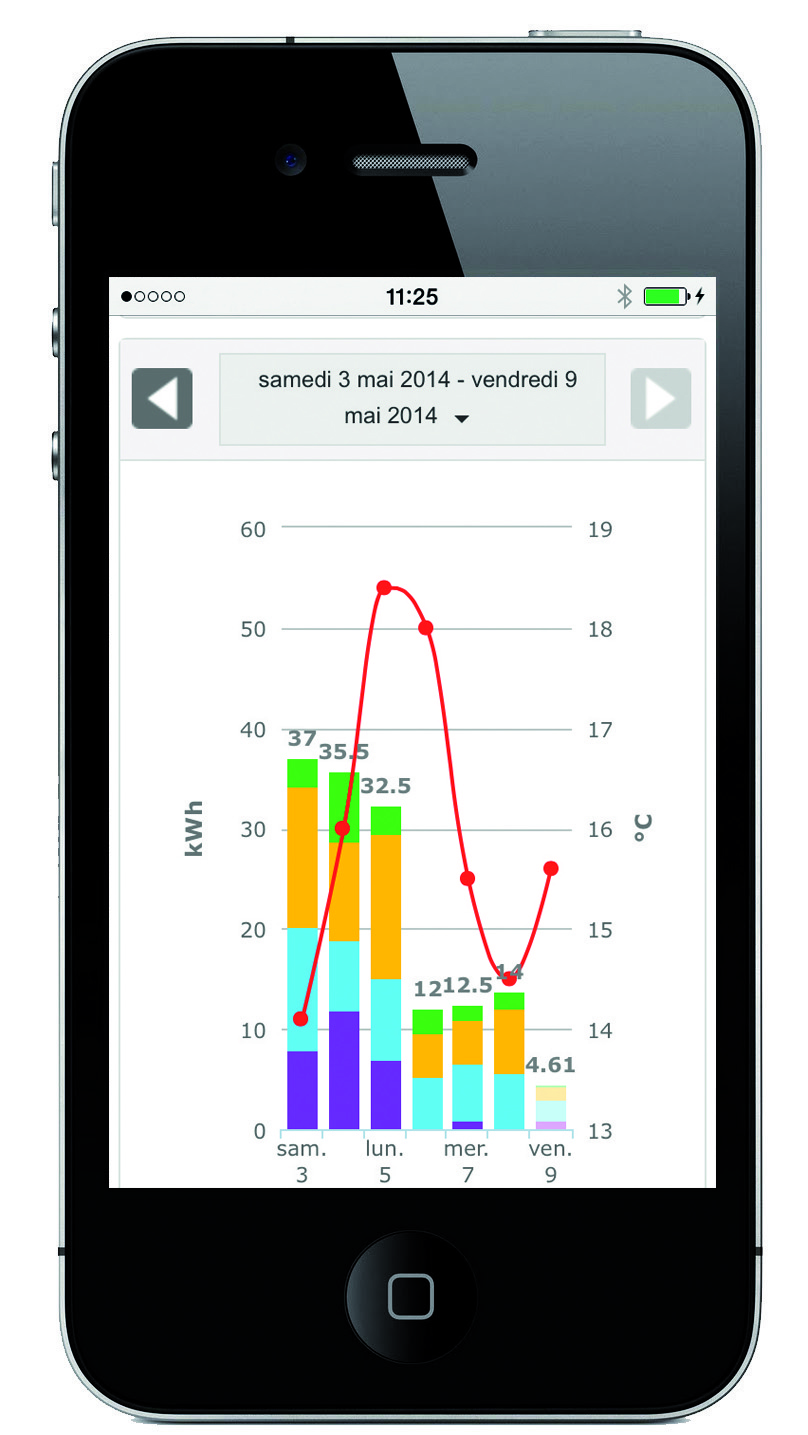 11:25
samedi 3 mai 2014 - vendredi 9
mai 2014
60 19
50 18
40 17
37 35.5
32.5
30 16
kWh
°C
20 15
12 12.5 14
10 14
4.61
0 13
sam. lun. mer. ven.
3 5 7 9